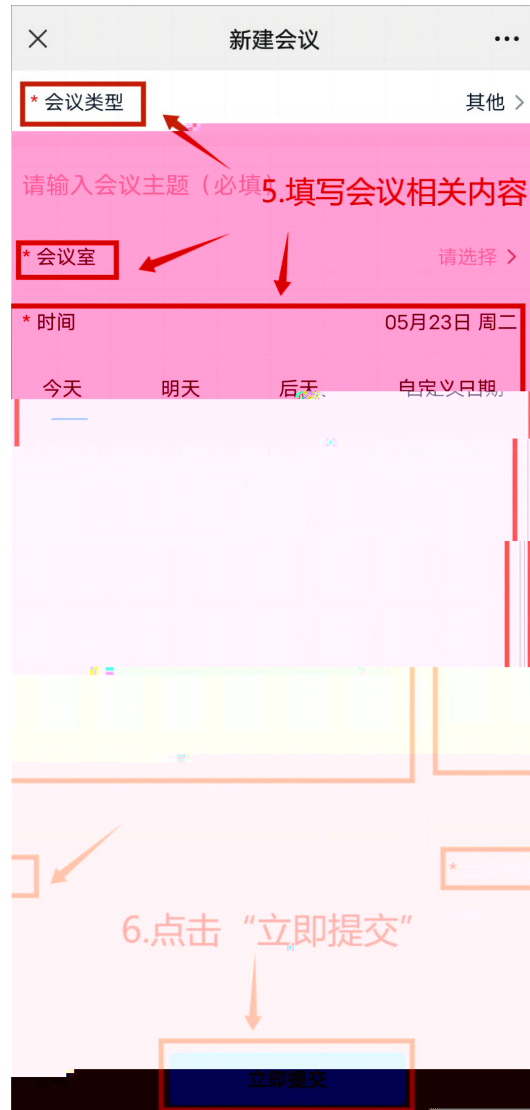 新建会议
* 会议类型
其他
请输入会议主题（必填）
5.填写会议相关内容
* 会议室
请选择
* 时间
05月23日 周二
今天
明天
后天
自定义日期
*
6.点击“立即提交”
立即提交